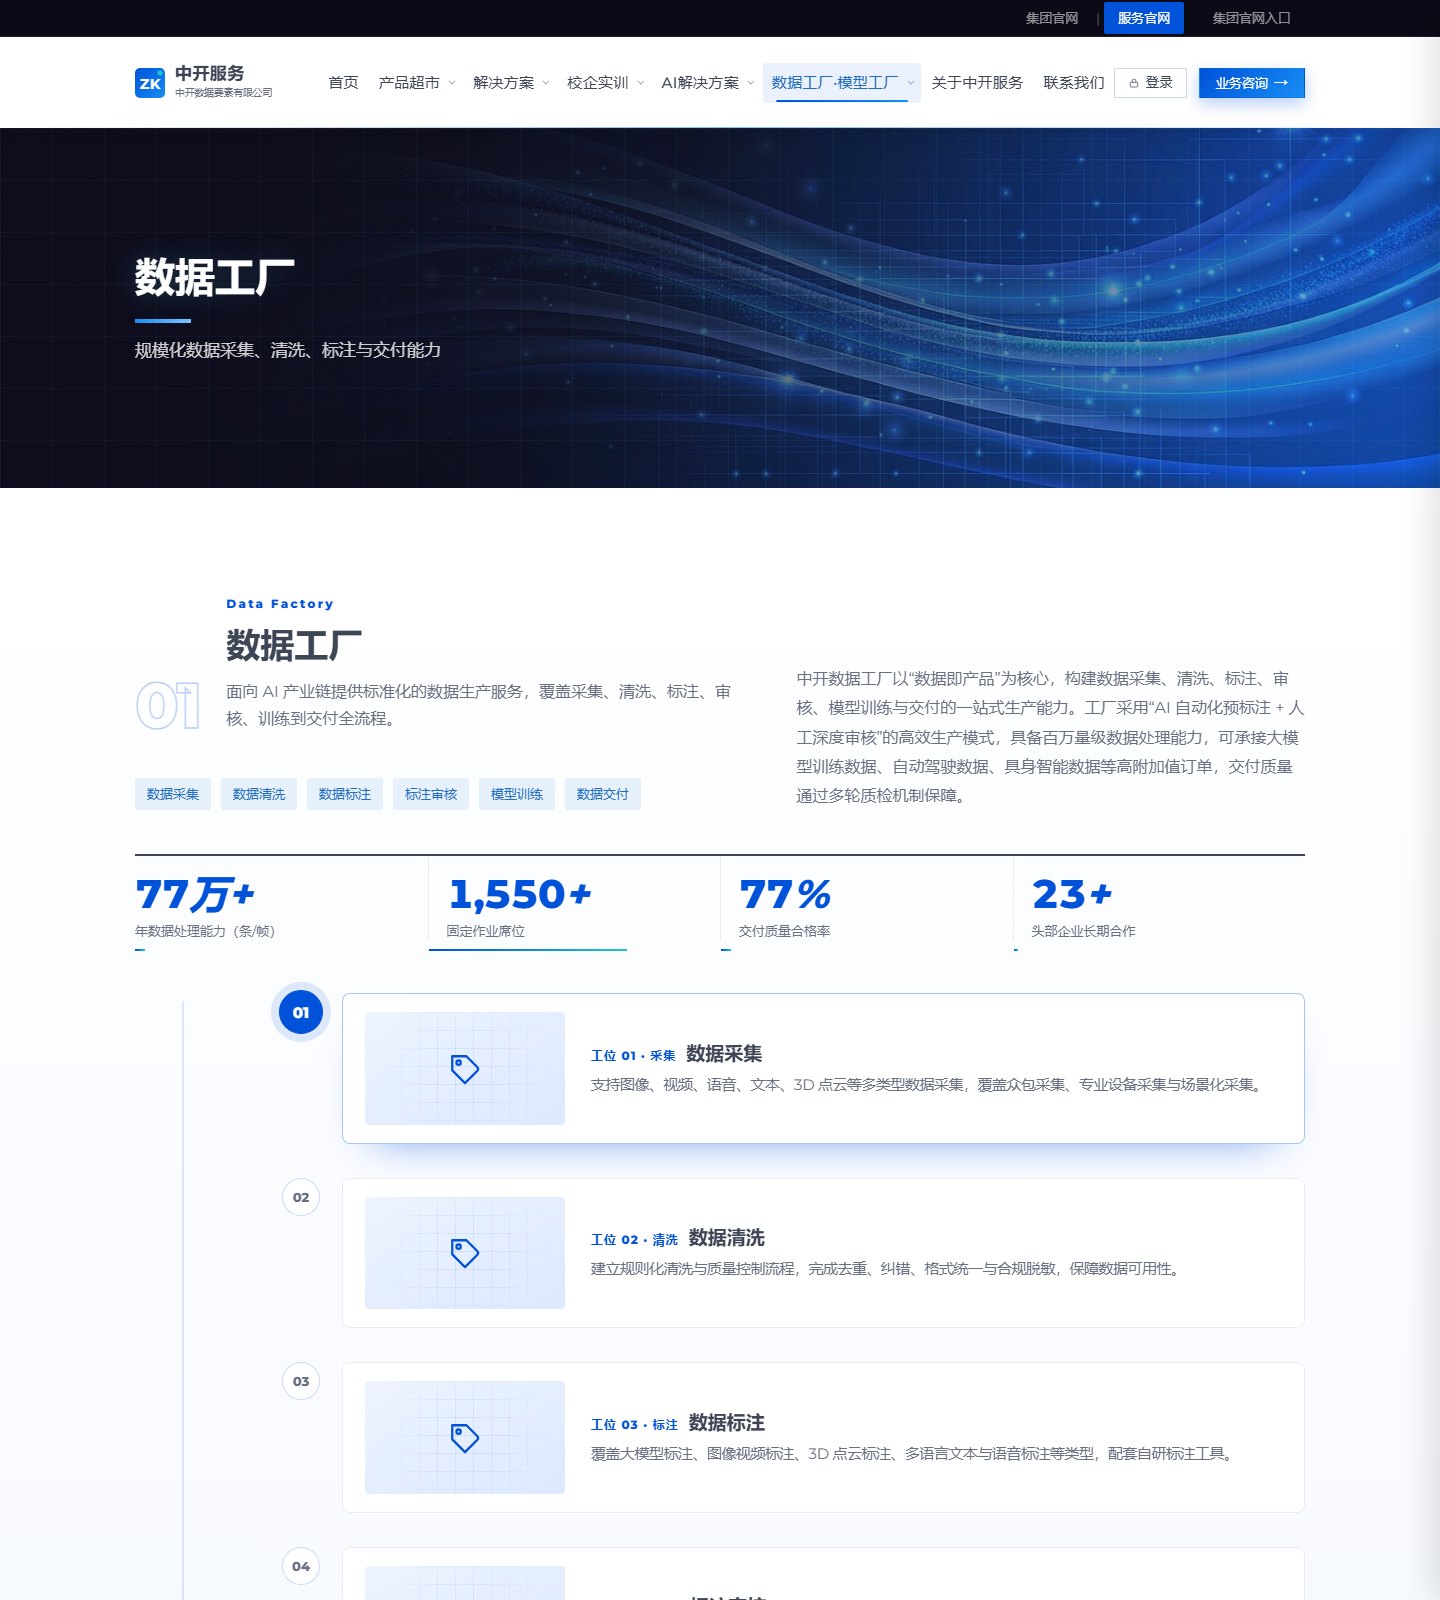 集团官网 | 服务官网 集团官网入口
ZK 中开服务
中开数据要素有限公司
首页 产品超市 解决方案 校企实训 AI解决方案 数据工厂·模型工厂 关于中开服务 联系我们 登录 业务咨询 →
数据工厂
规模化数据采集、清洗、标注与交付能力
Data Factory
数据工厂
01
面向 AI 产业链提供标准化的数据生产服务，覆盖采集、清洗、标注、审
核、训练到交付全流程。
数据采集 数据清洗 数据标注 标注审核 模型训练 数据交付
中开数据工厂以“数据即产品”为核心，构建数据采集、清洗、标注、审
核、模型训练与交付的一站式生产能力。工厂采用“AI 自动化预标注 + 人
工深度审核”的高效生产模式，具备百万量级数据处理能力，可承接大模
型训练数据、自动驾驶数据、具身智能数据等高附加值订单，交付质量
通过多轮质检机制保障。
77万+ 1,550+ 77% 23+
年数据处理能力（条/帧） 固定作业席位 交付质量合格率 头部企业长期合作
01
工位 01 · 采集 数据采集
支持图像、视频、语音、文本、3D 点云等多类型数据采集，覆盖众包采集、专业设备采集与场景化采集。
02
工位 02 · 清洗 数据清洗
建立规则化清洗与质量控制流程，完成去重、纠错、格式统一与合规脱敏，保障数据可用性。
03
工位 03 · 标注 数据标注
覆盖大模型标注、图像视频标注、3D 点云标注、多语言文本与语音标注等类型，配套自研标注工具。
04